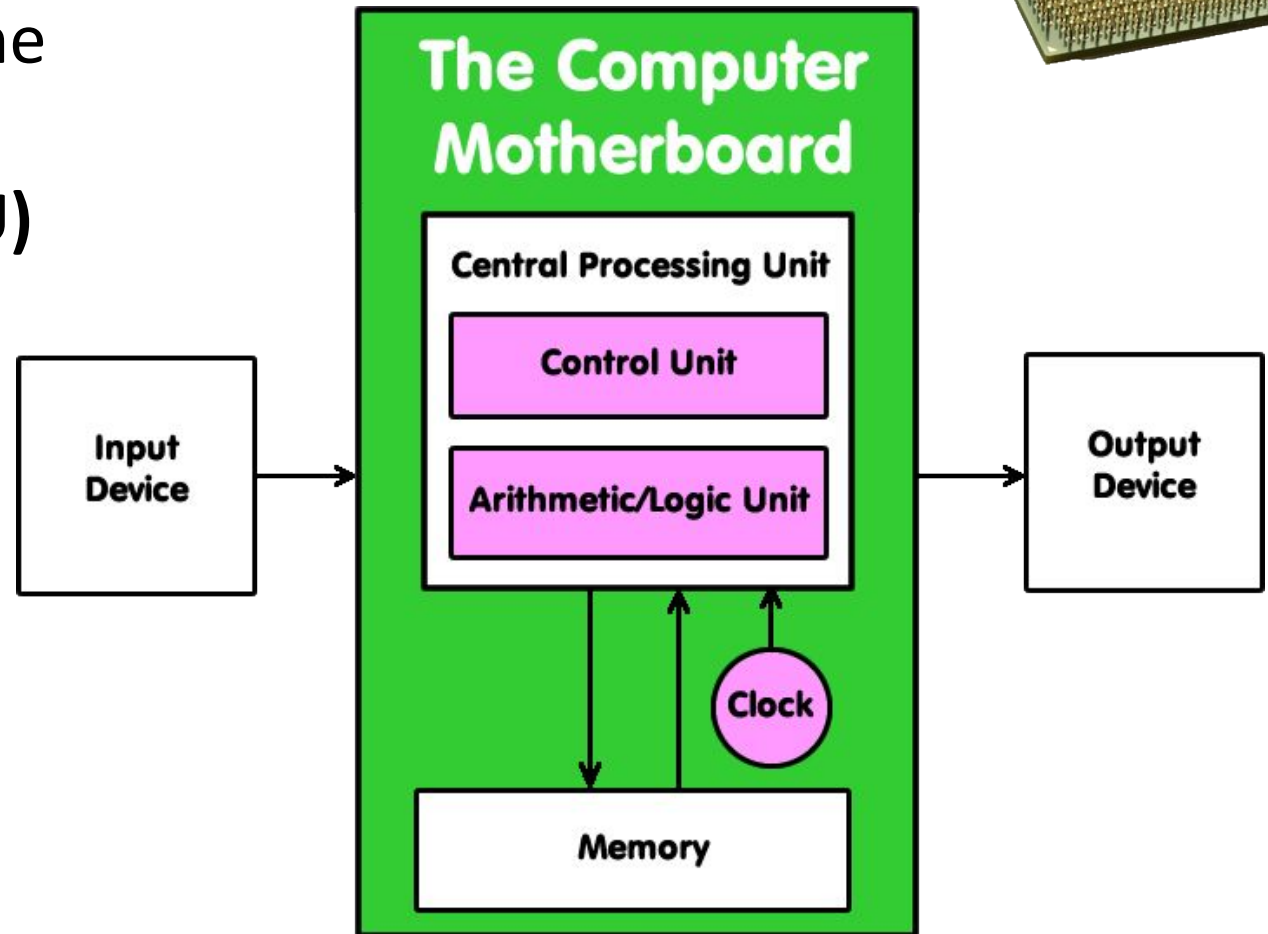 The Computer
Motherboard
Central Processing Unit
Control Unit
Arithmetic/Logic Unit
Input
Device
Output
Device
Clock
Memory